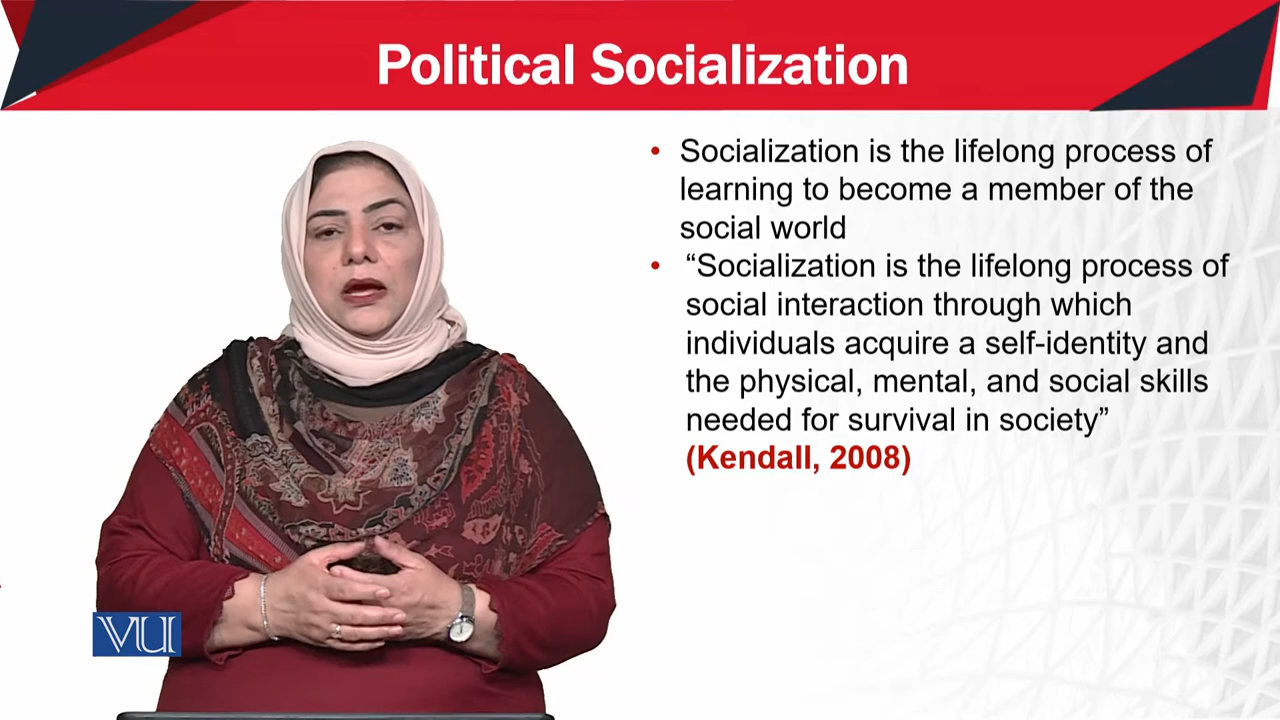 Political Socialization
• Socialization is the lifelong process of
learning to become a member of the
social world
• “Socialization is the lifelong process of
social interaction through which
individuals acquire a self-identity and
the physical, mental, and social skills
needed for survival in society”
(Kendall, 2008)
VU